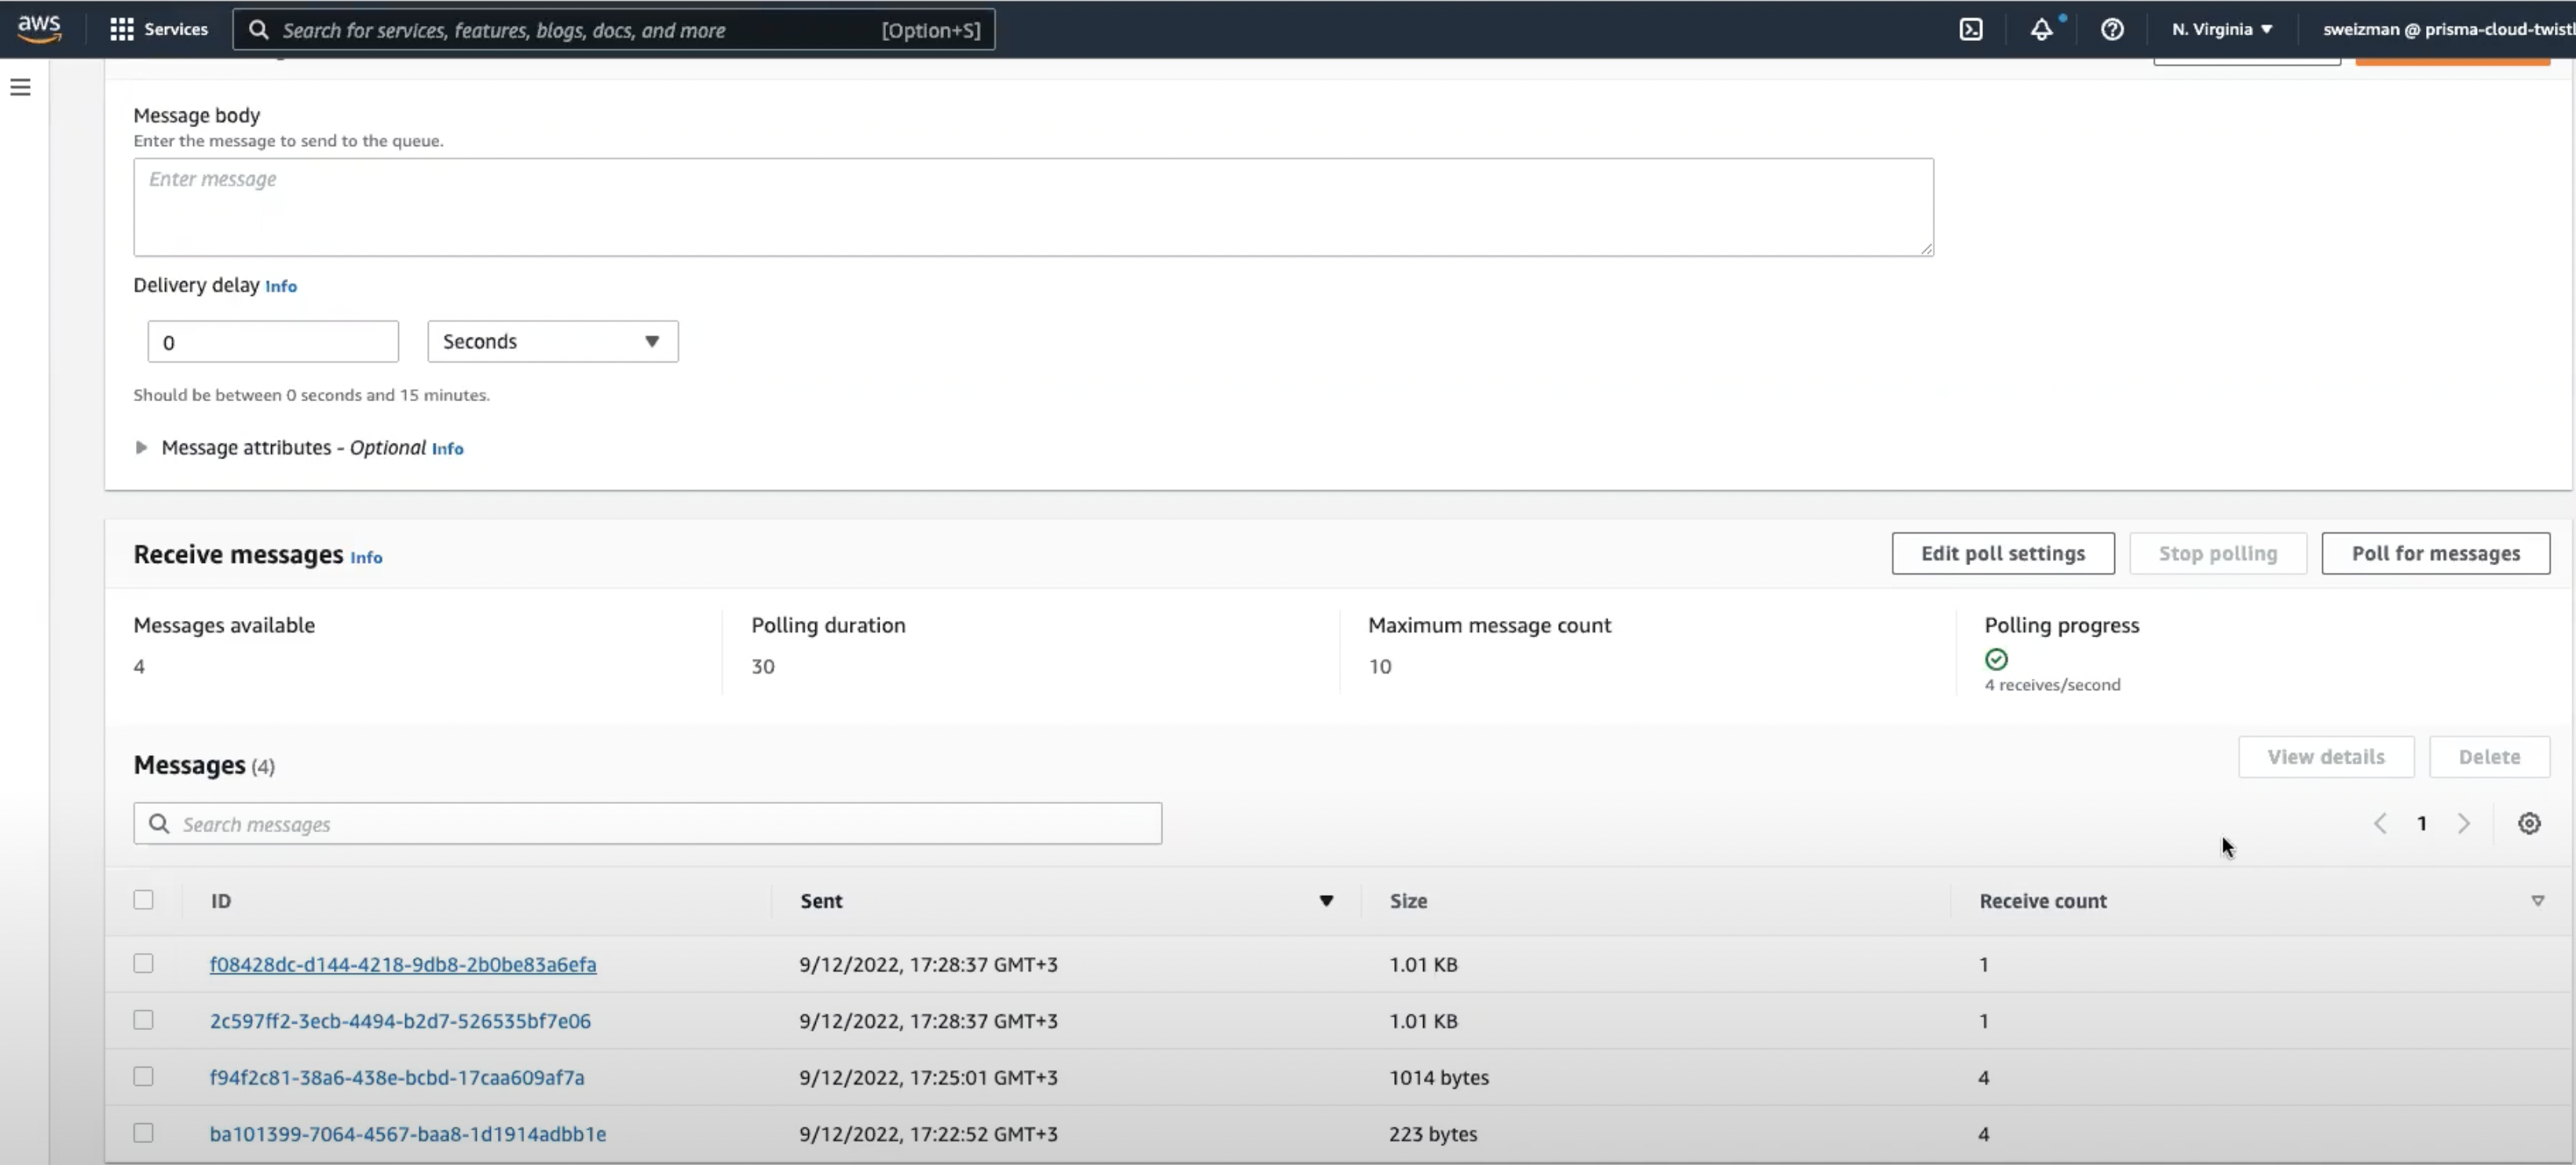 aws
Services
Search for services, features, blogs, docs, and more
[Option+S]
N. Virginia
sweizman @ prisma-cloud-twistl
Message body
Enter the message to send to the queue.
Enter message
Delivery delay Info
0
Seconds
Should be between 0 seconds and 15 minutes.
Message attributes - Optional Info
Receive messages Info
Edit poll settings
Stop polling
Poll for messages
Messages available
Polling duration
Maximum message count
Polling progress
4
30
10
4 receives/second
Messages (4)
View details
Delete
Search messages
1
ID Sent Size Receive count
f08428dc-d144-4218-9db8-2b0be83a6efa 9/12/2022, 17:28:37 GMT+3 1.01 KB 1
2c597ff2-3ecb-4494-b2d7-526535bf7e06 9/12/2022, 17:28:37 GMT+3 1.01 KB 1
f94f2c81-38a6-438e-bcbd-17caa609af7a 9/12/2022, 17:25:01 GMT+3 1014 bytes 4
ba101399-7064-4567-baa8-1d1914adbb1e 9/12/2022, 17:22:52 GMT+3 223 bytes 4